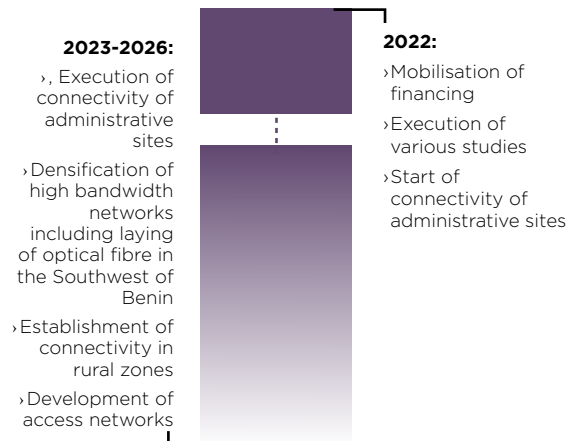 2023-2026:
›, Execution of
connectivity of
administrative
sites
›Densification of
high bandwidth
networks
including laying
of optical fibre in
the Southwest of
Benin
›Establishment of
connectivity in
rural zones
›Development of
access networks
2022:
›Mobilisation of
financing
›Execution of
various studies
›Start of
connectivity of
administrative sites